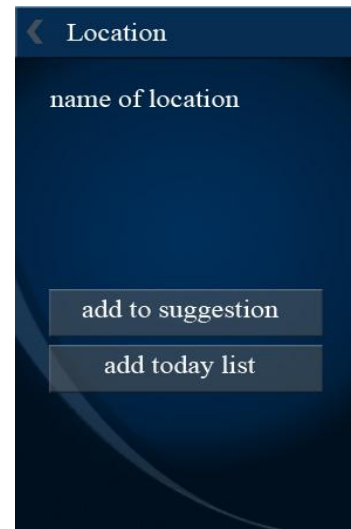 Location
name of location
add to suggestion
add today list